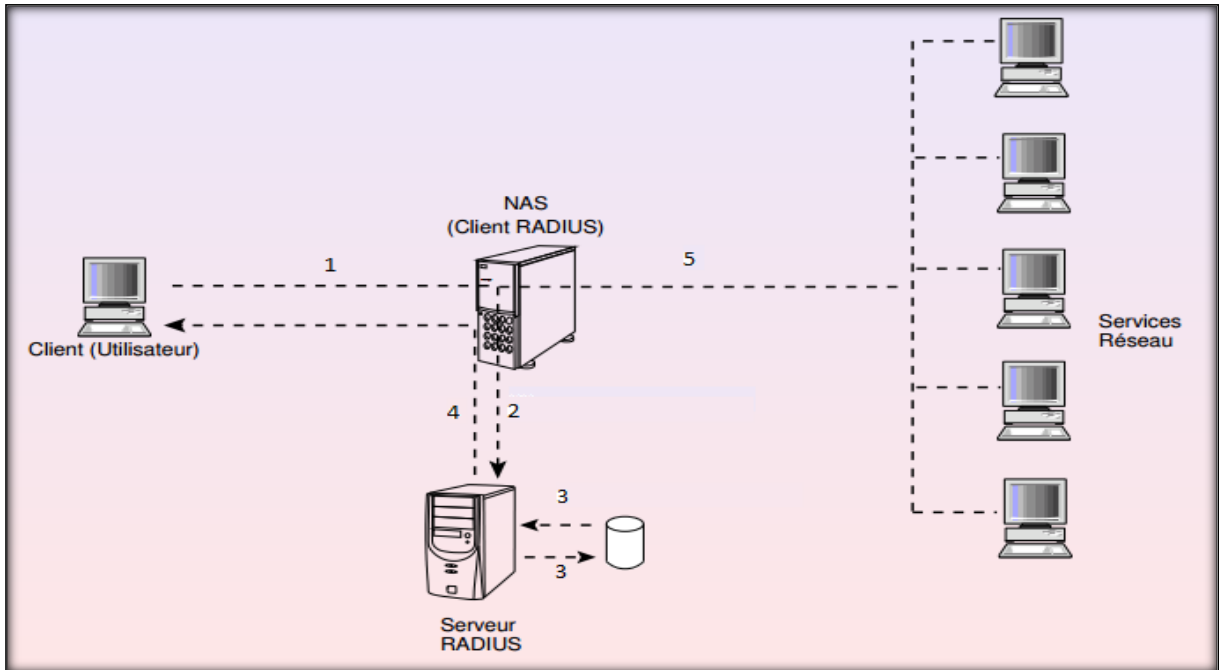 NAS
(Client RADIUS)
1
5
Client (Utilisateur)
Services
Réseau
4
2
3
3
Serveur
RADIUS